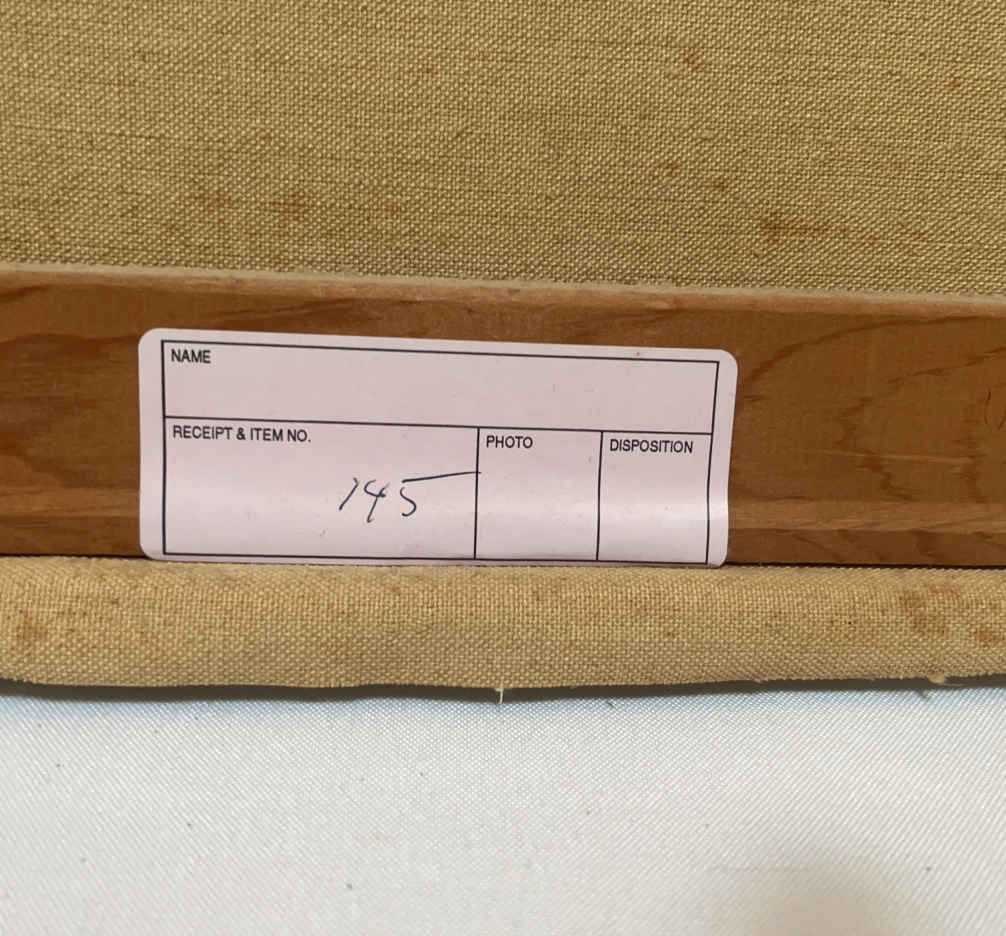 NAME
RECEIPT & ITEM NO. PHOTO DISPOSITION
145